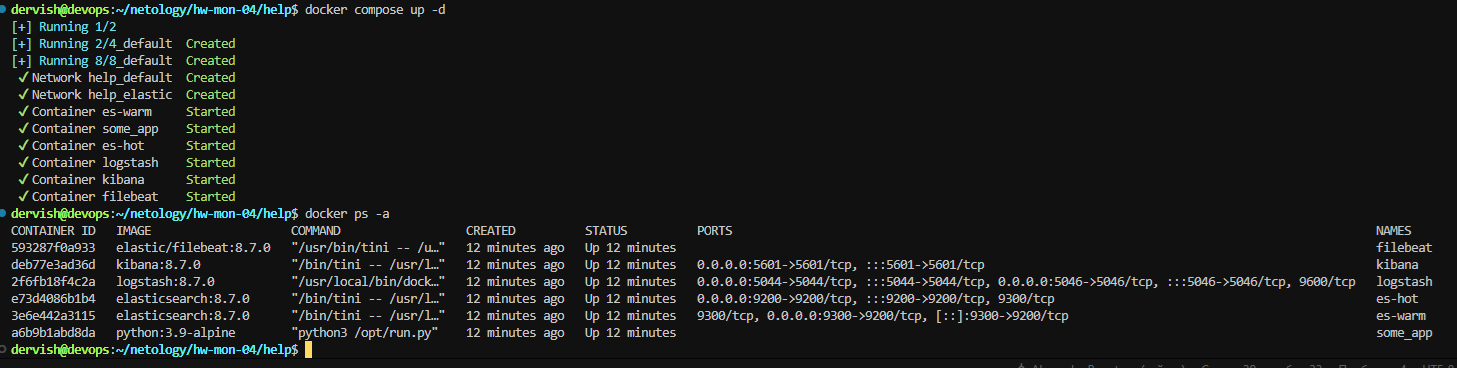 dervish@devops:~/netology/hw-mon-04/help$ docker compose up -d
[+] Running 1/2
[+] Running 2/4_default  Created
[+] Running 8/8_default  Created
 ✔ Network help_default  Created
 ✔ Network help_elastic  Created
 ✔ Container es-warm     Started
 ✔ Container some_app    Started
 ✔ Container es-hot      Started
 ✔ Container logstash    Started
 ✔ Container kibana      Started
 ✔ Container filebeat    Started
dervish@devops:~/netology/hw-mon-04/help$ docker ps -a
CONTAINER ID   IMAGE                    COMMAND                  CREATED          STATUS          PORTS                                                                                            NAMES
593287f0a933   elastic/filebeat:8.7.0   "/usr/bin/tini -- /u…"   12 minutes ago   Up 12 minutes                                                                                                    filebeat
deb77e3ad36d   kibana:8.7.0             "/bin/tini -- /usr/l…"   12 minutes ago   Up 12 minutes   0.0.0.0:5601->5601/tcp, :::5601->5601/tcp                                                        kibana
2f6fb18f4c2a   logstash:8.7.0           "/usr/local/bin/dock…"   12 minutes ago   Up 12 minutes   0.0.0.0:5044->5044/tcp, :::5044->5044/tcp, 0.0.0.0:5046->5046/tcp, :::5046->5046/tcp, 9600/tcp   logstash
e73d4086b1b4   elasticsearch:8.7.0      "/bin/tini -- /usr/l…"   12 minutes ago   Up 12 minutes   0.0.0.0:9200->9200/tcp, :::9200->9200/tcp, 9300/tcp                                              es-hot
3e6e442a3115   elasticsearch:8.7.0      "/bin/tini -- /usr/l…"   12 minutes ago   Up 12 minutes   9300/tcp, 0.0.0.0:9300->9200/tcp, [::]:9300->9200/tcp                                            es-warm
a6b9b1abd8da   python:3.9-alpine        "python3 /opt/run.py"    12 minutes ago   Up 12 minutes                                                                                                    some_app
dervish@devops:~/netology/hw-mon-04/help$